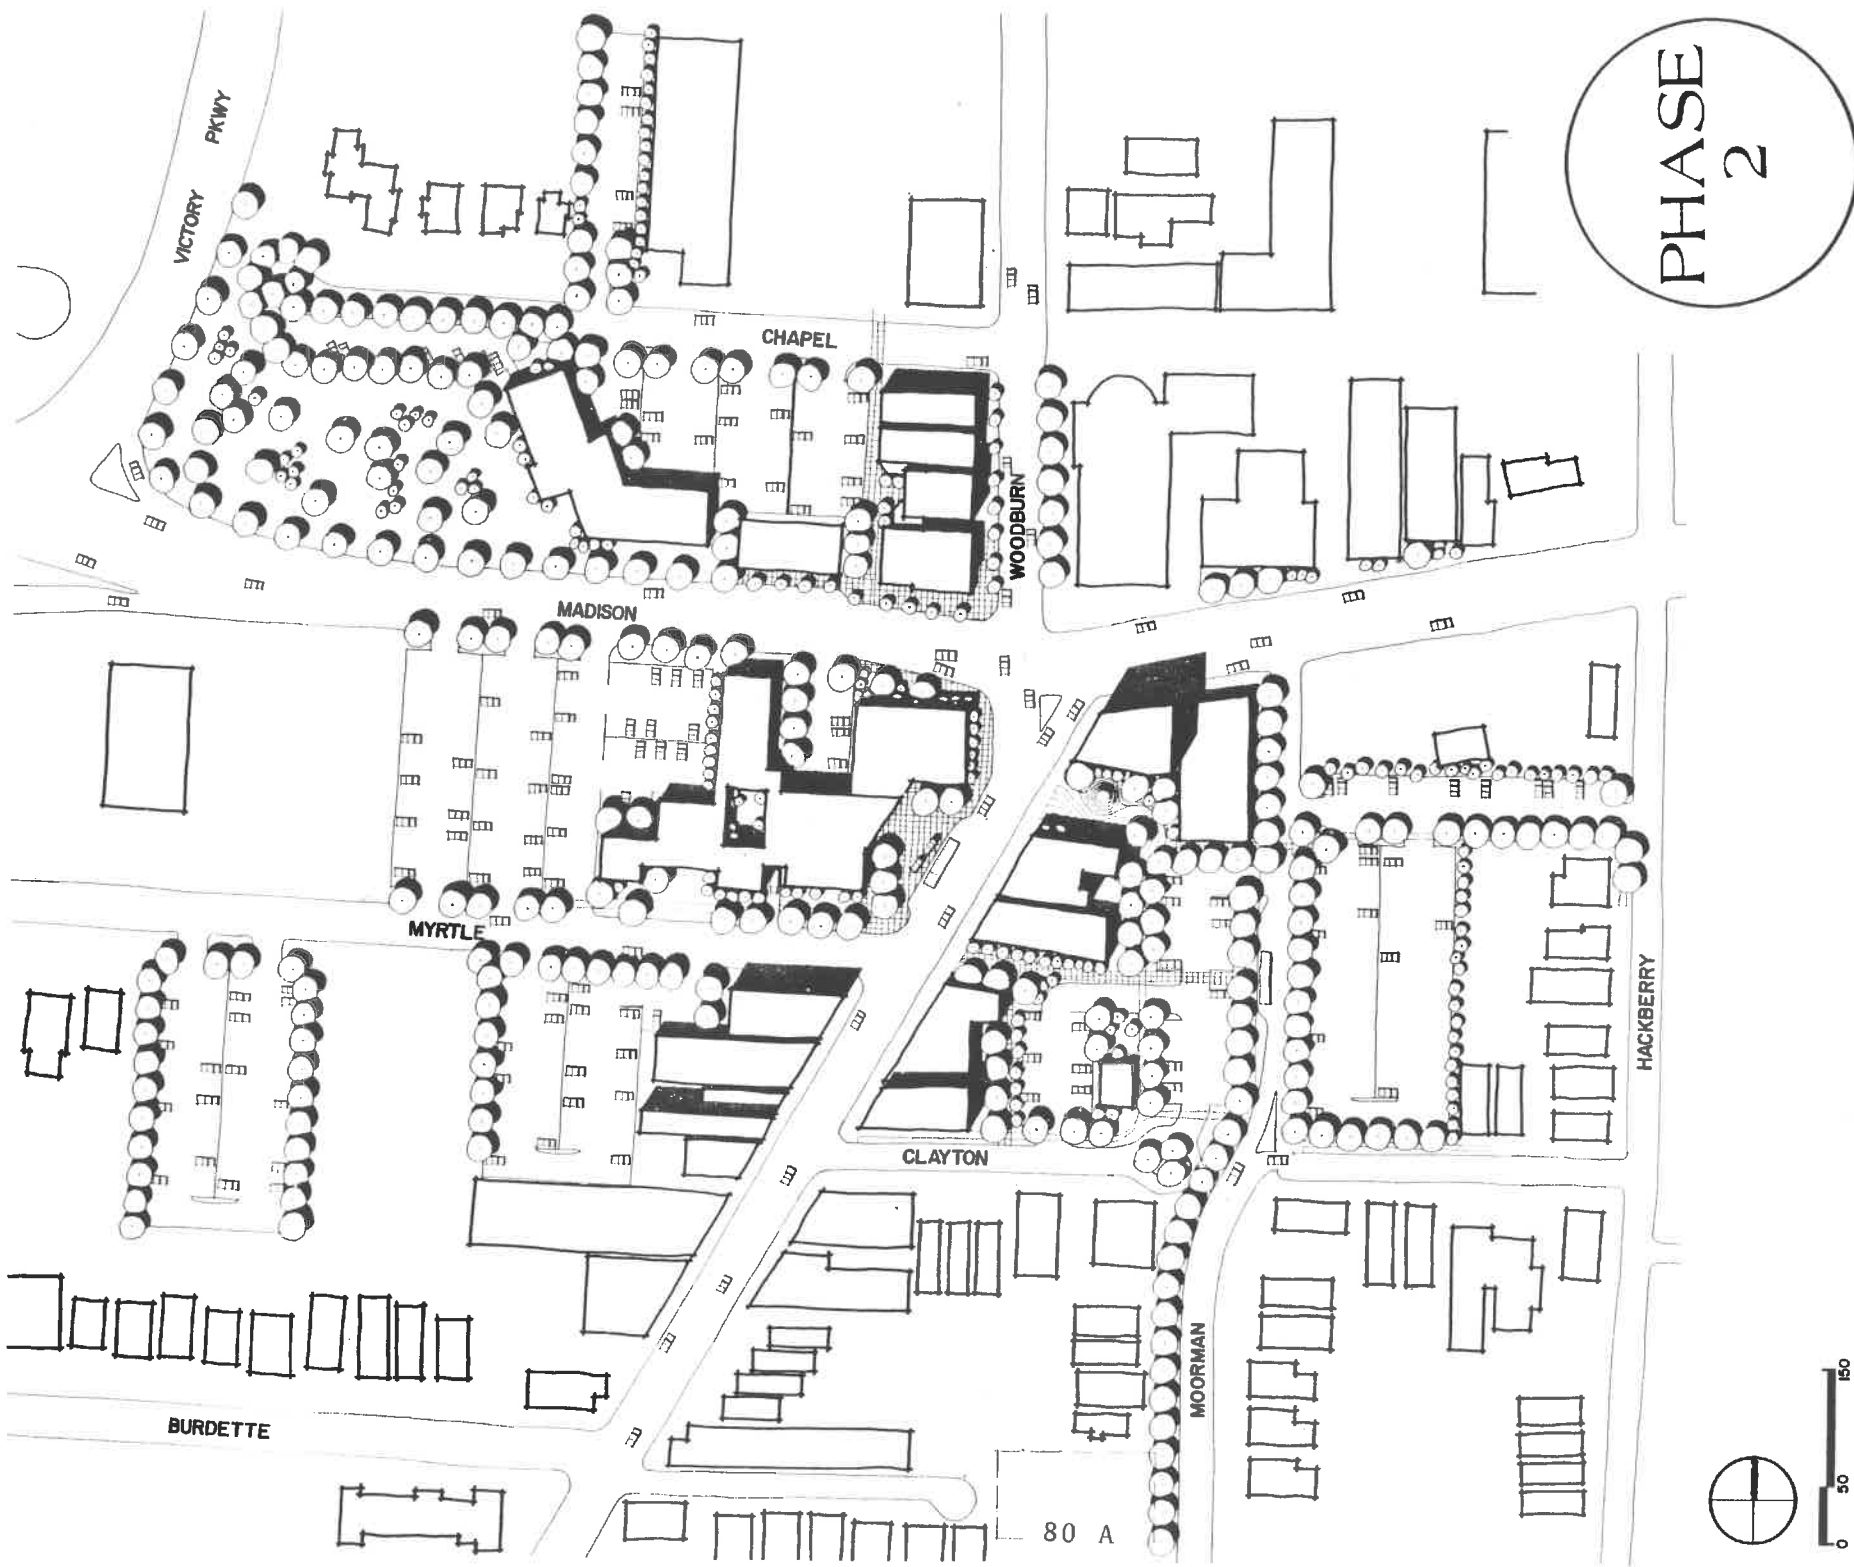 PHASE
2
VICTORY PKWY
CHAPEL
WOODBURN
MADISON
MYRTLE
HACKBERRY
CLAYTON
MOORMAN
BURDETTE
80 A
0 50 150